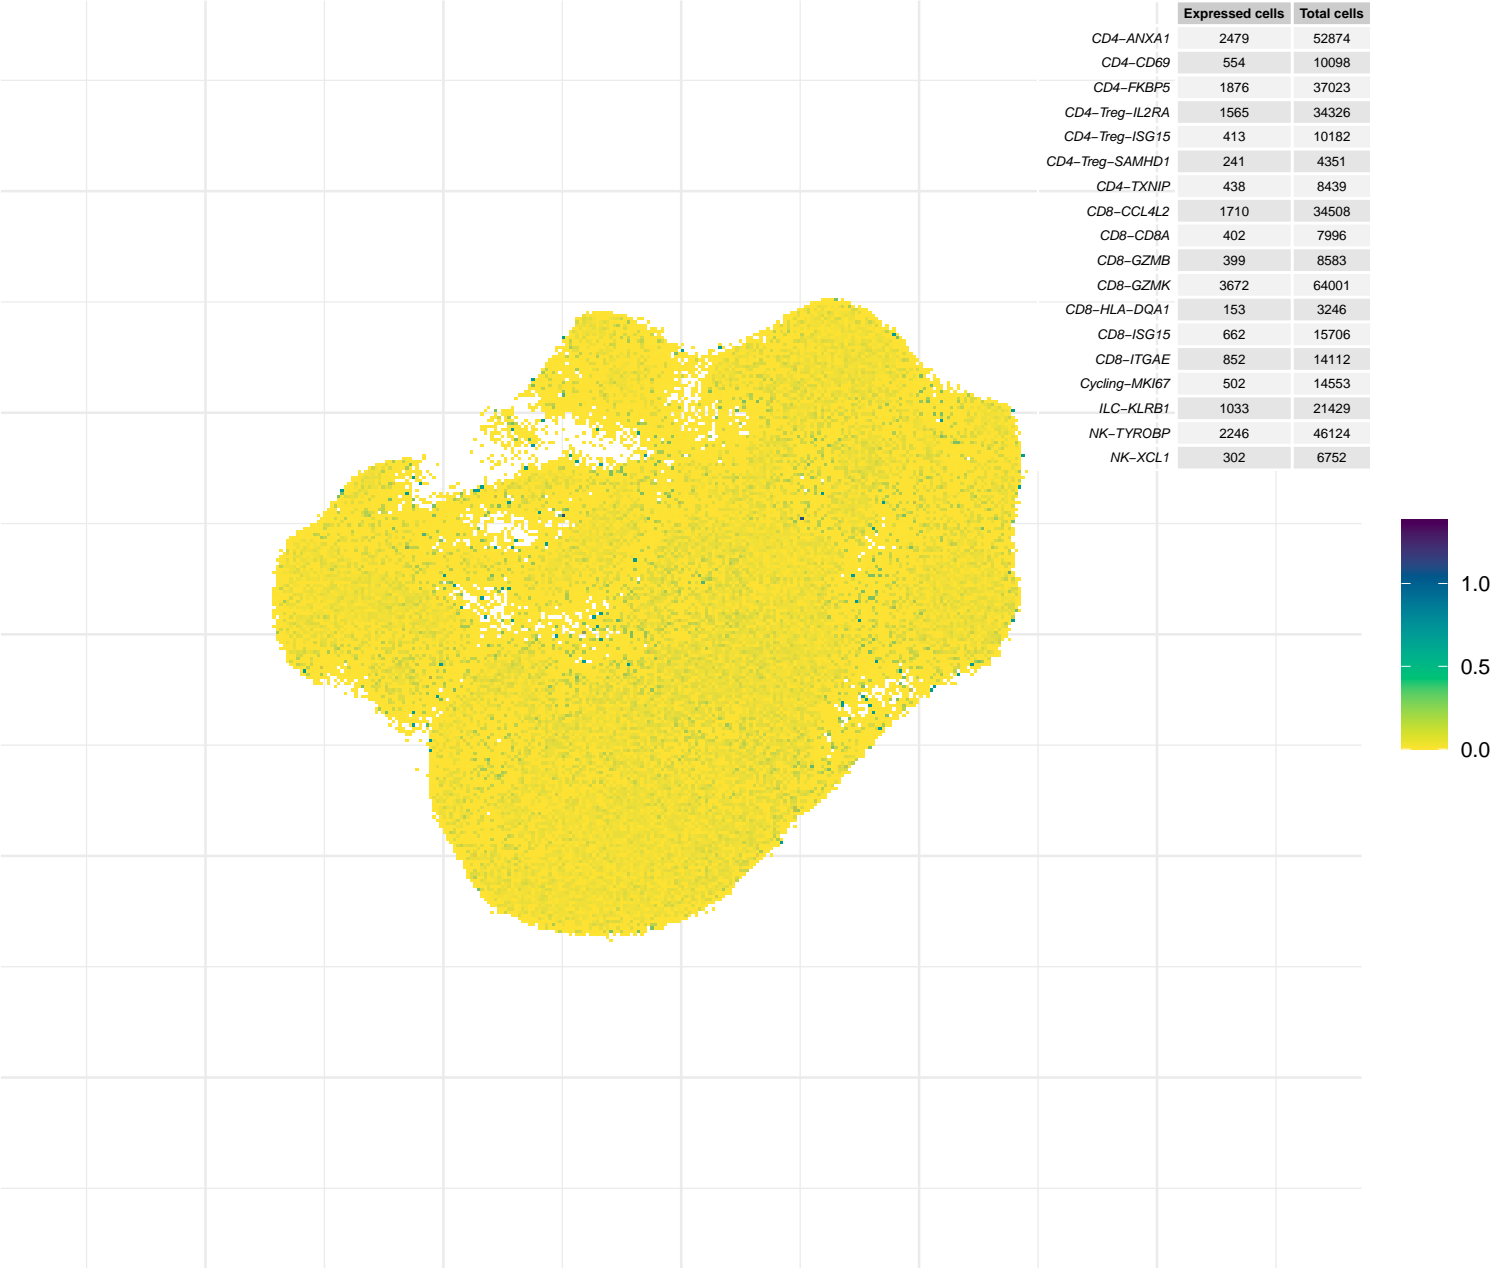 Expressed cells Total cells
CD4−ANXA1 2479 52874
CD4−CD69 554 10098
CD4−FKBP5 1876 37023
CD4−Treg−IL2RA 1565 34326
CD4−Treg−ISG15 413 10182
CD4−Treg−SAMHD1 241 4351
CD4−TXNIP 438 8439
CD8−CCL4L2 1710 34508
CD8−CD8A 402 7996
CD8−GZMB 399 8583
CD8−GZMK 3672 64001
CD8−HLA−DQA1 153 3246
CD8−ISG15 662 15706
CD8−ITGAE 852 14112
Cycling−MKI67 502 14553
ILC−KLRB1 1033 21429
NK−TYROBP 2246 46124
NK−XCL1 302 6752
1.0
0.5
0.0